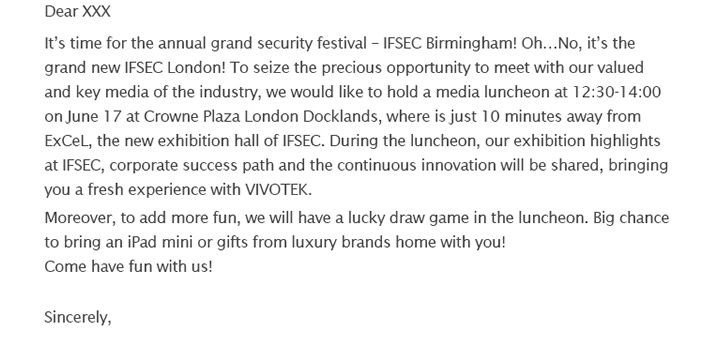 Dear XXX
It's time for the annual grand security festival – IFSEC Birmingham! Oh…No, it's the
grand new IFSEC London! To seize the precious opportunity to meet with our valued
and key media of the industry, we would like to hold a media luncheon at 12:30-14:00
on June 17 at Crowne Plaza London Docklands, where is just 10 minutes away from
ExCeL, the new exhibition hall of IFSEC. During the luncheon, our exhibition highlights
at IFSEC, corporate success path and the continuous innovation will be shared, bringing
you a fresh experience with VIVOTEK.
Moreover, to add more fun, we will have a lucky draw game in the luncheon. Big chance
to bring an iPad mini or gifts from luxury brands home with you!
Come have fun with us!
Sincerely,